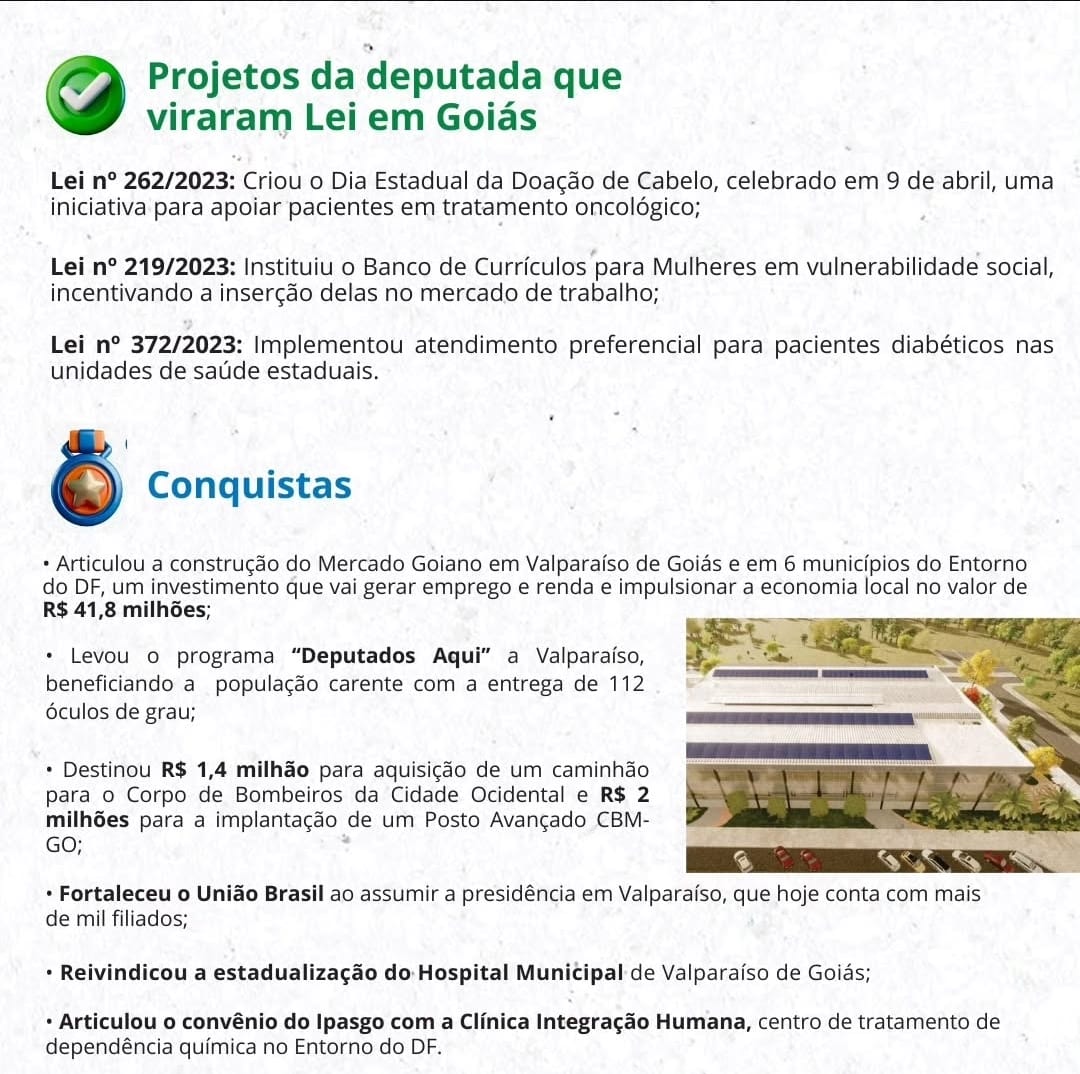 Projetos da deputada que
viraram Lei em Goiás
Lei nº 262/2023: Criou o Dia Estadual da Doação de Cabelo, celebrado em 9 de abril, uma
iniciativa para apoiar pacientes em tratamento oncológico;
Lei nº 219/2023: Instituiu o Banco de Currículos para Mulheres em vulnerabilidade social,
incentivando a inserção delas no mercado de trabalho;
Lei nº 372/2023: Implementou atendimento preferencial para pacientes diabéticos nas
unidades de saúde estaduais.
Conquistas
• Articulou a construção do Mercado Goiano em Valparaíso de Goiás e em 6 municípios do Entorno
do DF, um investimento que vai gerar emprego e renda e impulsionar a economia local no valor de
R$ 41,8 milhões;
• Levou o programa “Deputados Aqui” a Valparaíso,
beneficiando a população carente com a entrega de 112
óculos de grau;
• Destinou R$ 1,4 milhão para aquisição de um caminhão
para o Corpo de Bombeiros da Cidade Ocidental e R$ 2
milhões para a implantação de um Posto Avançado CBM-
GO;
• Fortaleceu o União Brasil ao assumir a presidência em Valparaíso, que hoje conta com mais
de mil filiados;
• Reivindicou a estadualização do Hospital Municipal de Valparaíso de Goiás;
• Articulou o convênio do Ipasgo com a Clínica Integração Humana, centro de tratamento de
dependência química no Entorno do DF.